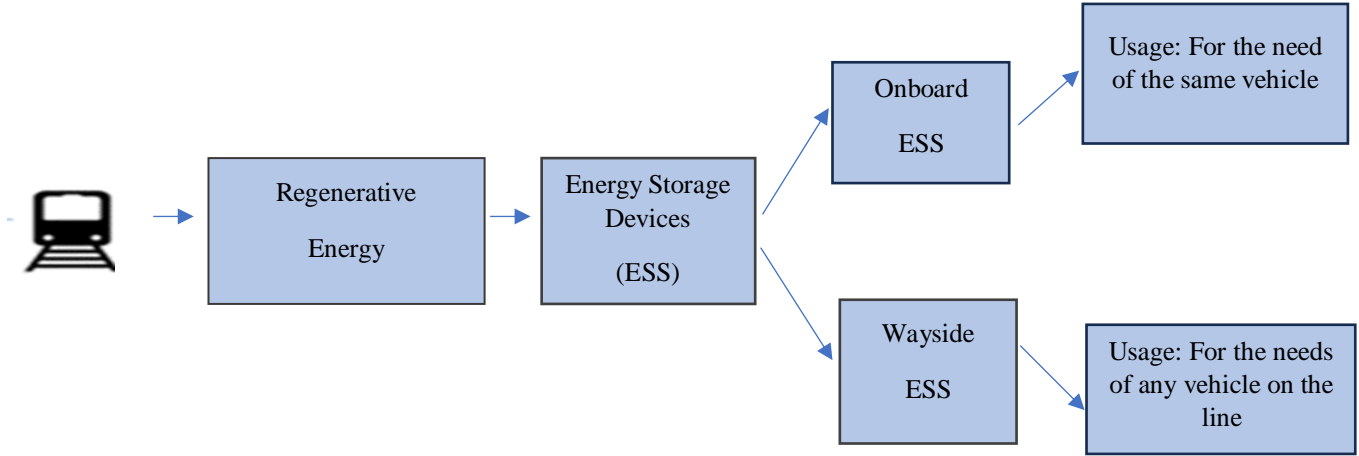 Regenerative
Energy
Energy Storage
Devices
(ESS)
Onboard
ESS
Usage: For the need
of the same vehicle
Wayside
ESS
Usage: For the needs
of any vehicle on the
line